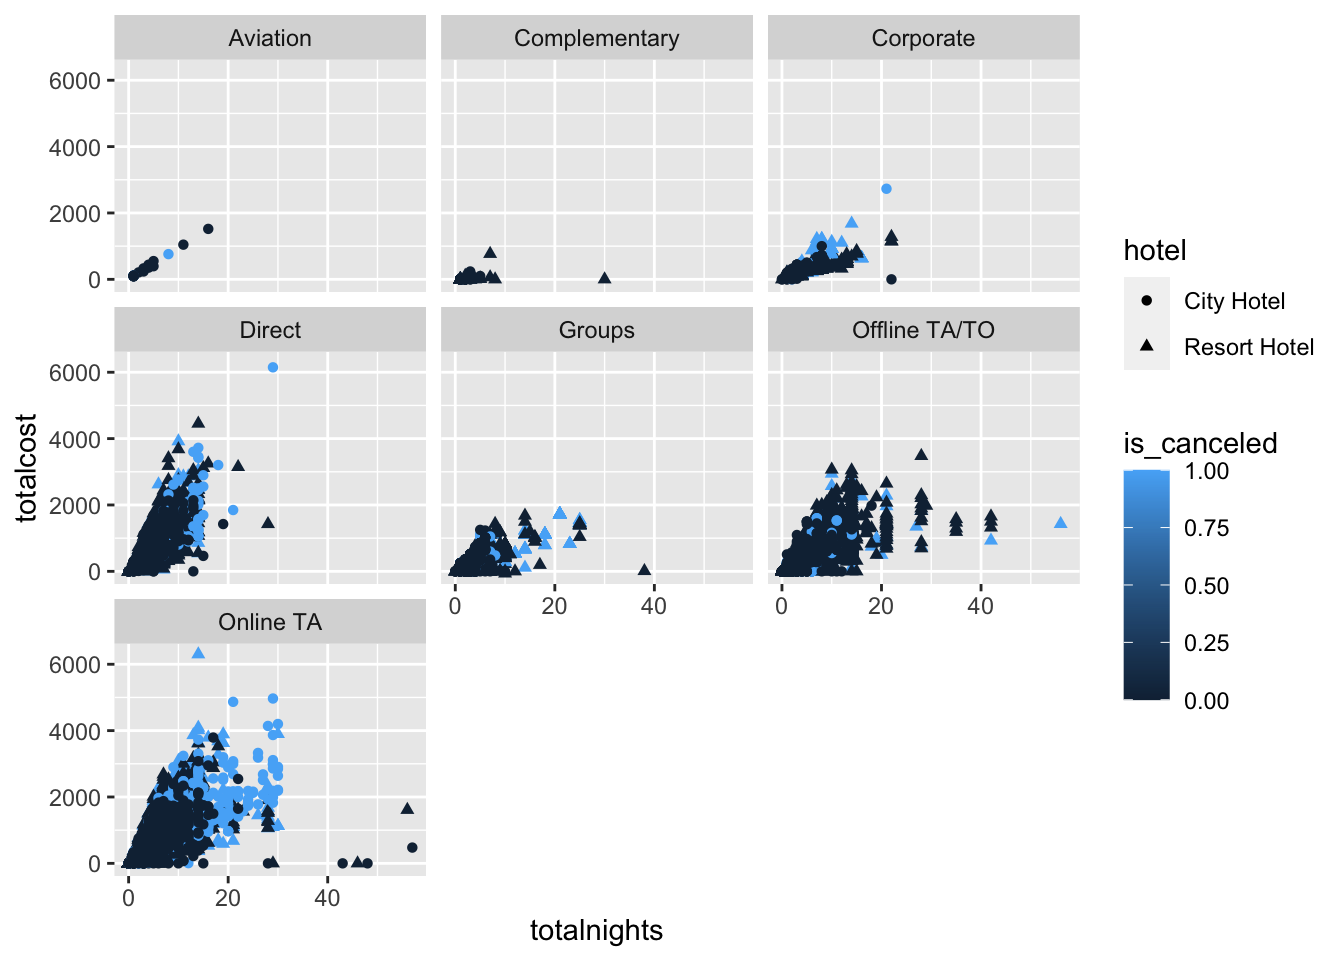 Aviation
Complementary
Corporate
6000
4000
2000
0
Direct
Groups
Offline TA/TO
6000
4000
2000
0
0 20 40
0 20 40
Online TA
6000
4000
2000
0
0 20 40
totalnights
totalcost
hotel
City Hotel
Resort Hotel
is_canceled
1.00
0.75
0.50
0.25
0.00